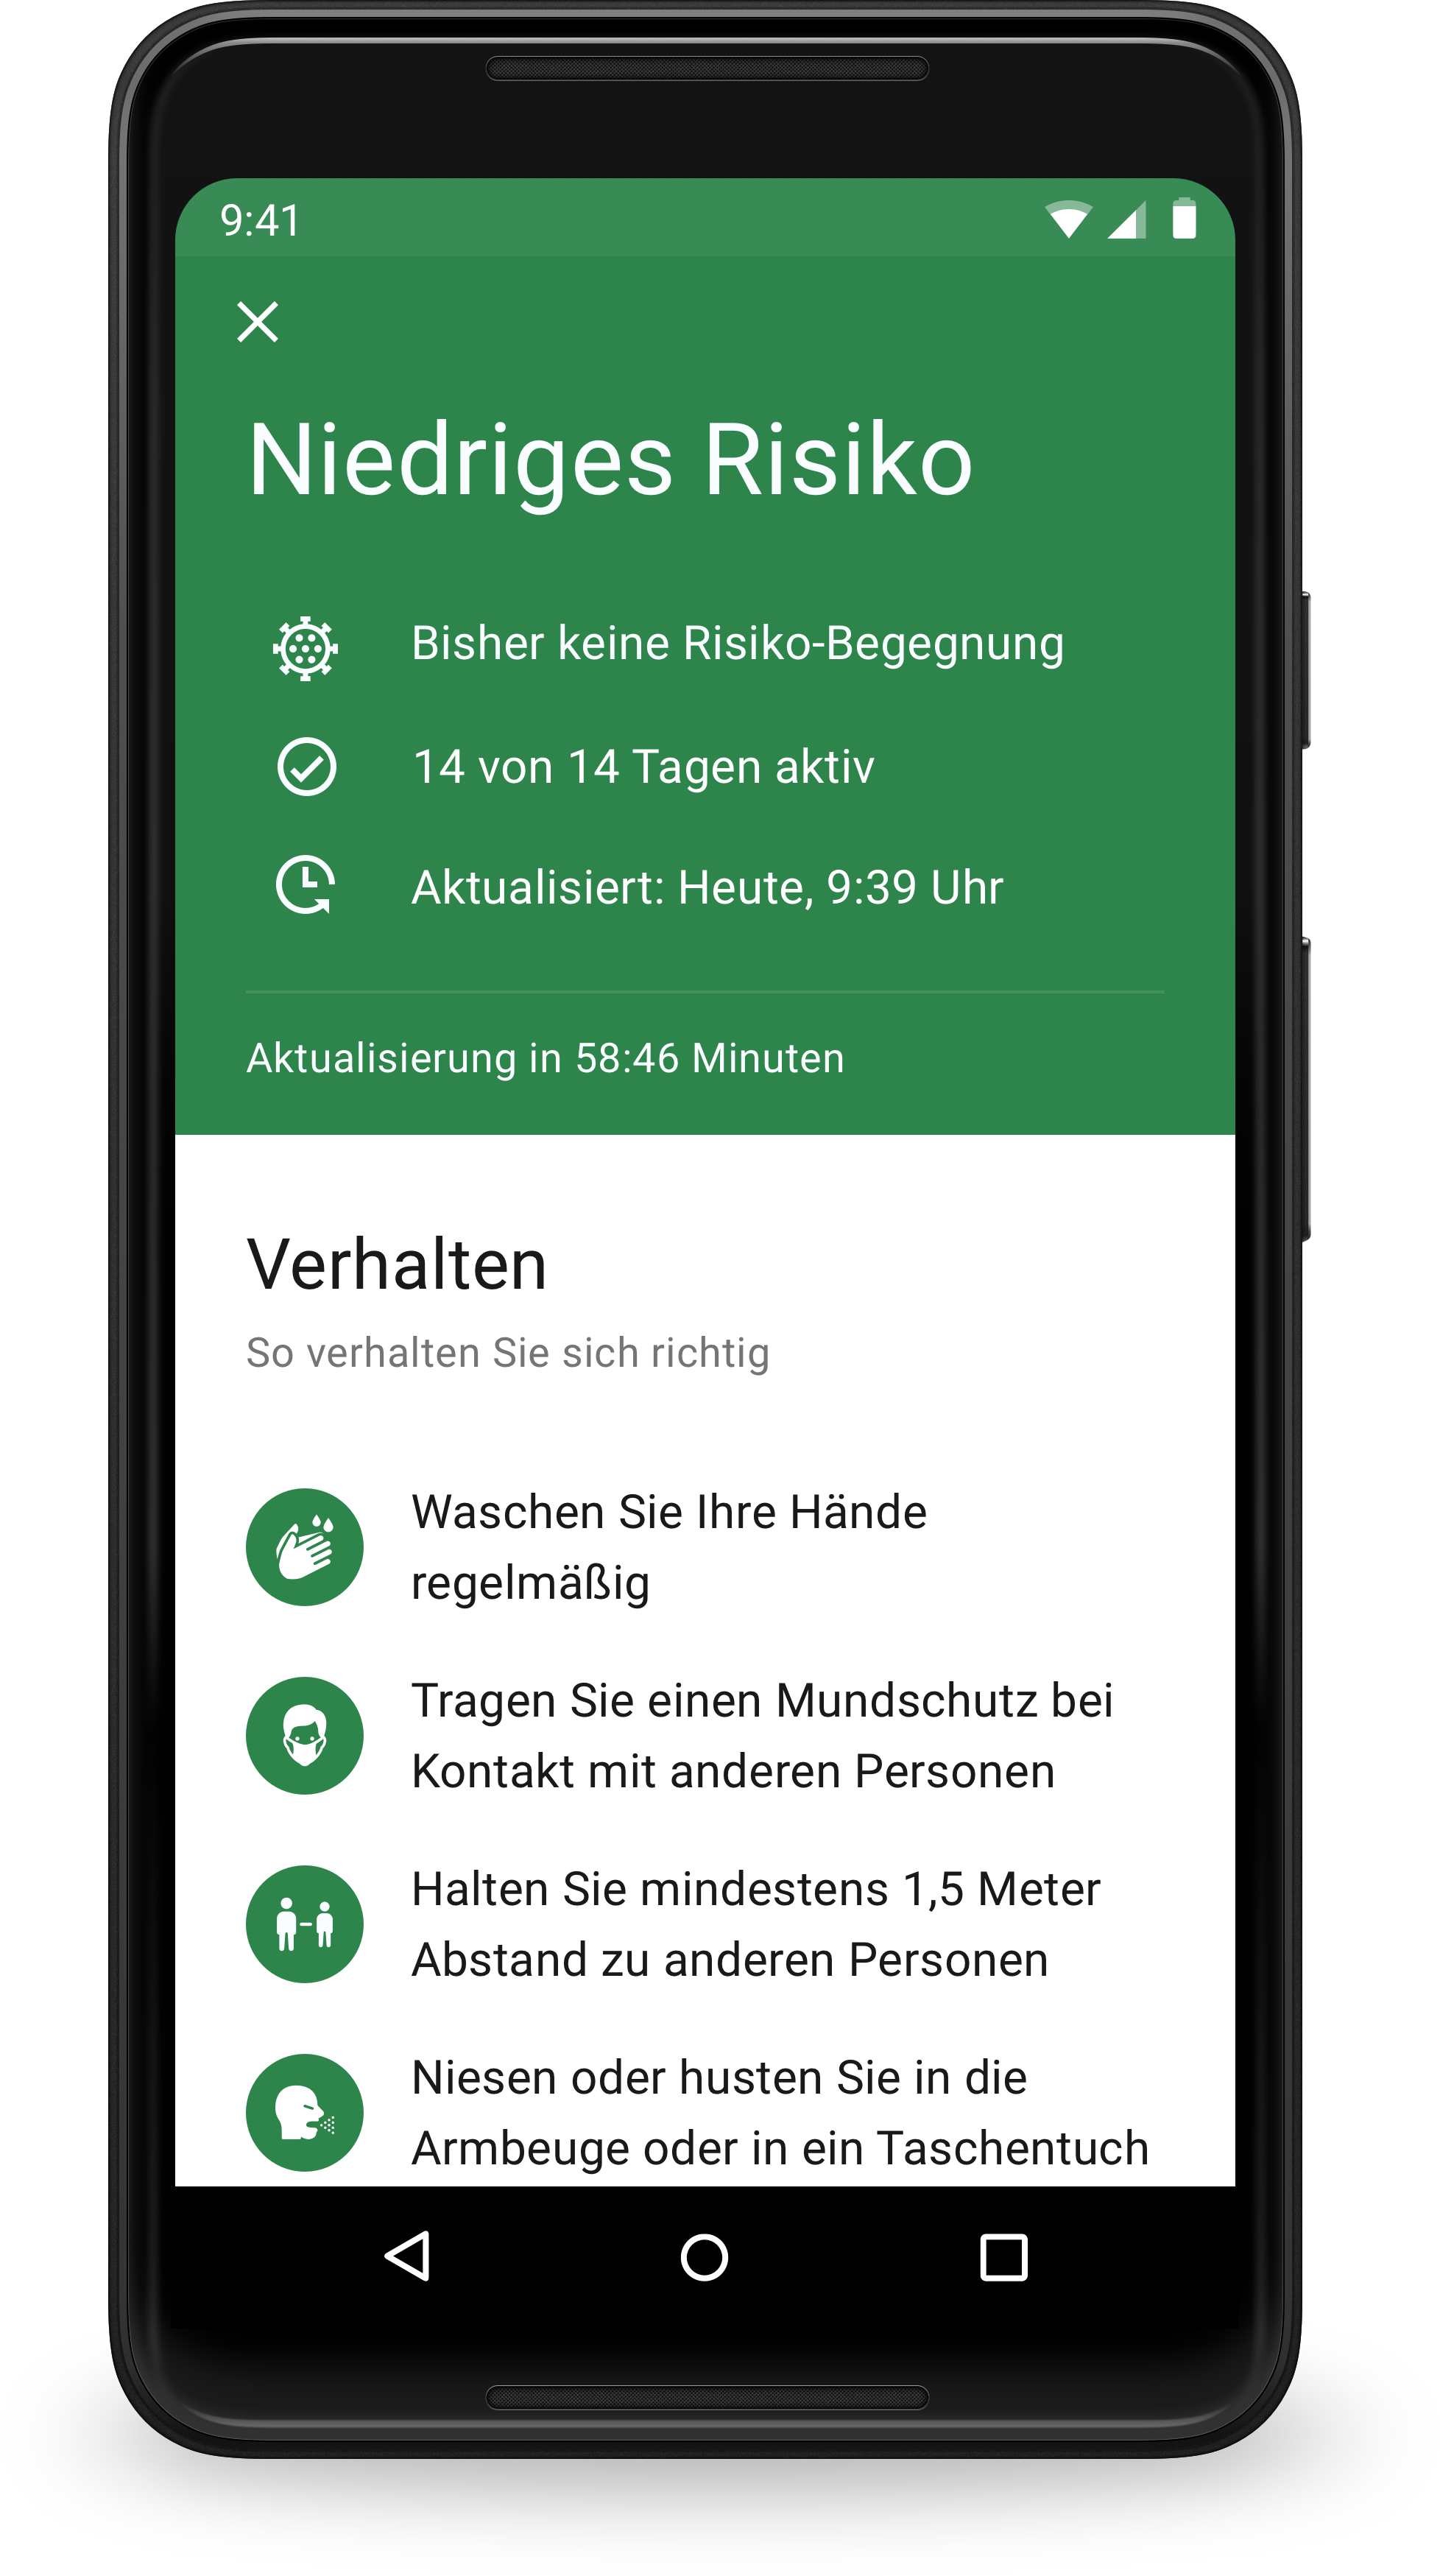 9:41
Niedriges Risiko
Bisher keine Risiko-Begegnung
14 von 14 Tagen aktiv
Aktualisiert: Heute, 9:39 Uhr
Aktualisierung in 58:46 Minuten
Verhalten
So verhalten Sie sich richtig
Waschen Sie Ihre Hände
regelmäßig
Tragen Sie einen Mundschutz bei
Kontakt mit anderen Personen
Halten Sie mindestens 1,5 Meter
Abstand zu anderen Personen
Niesen oder husten Sie in die
Armbeuge oder in ein Taschentuch